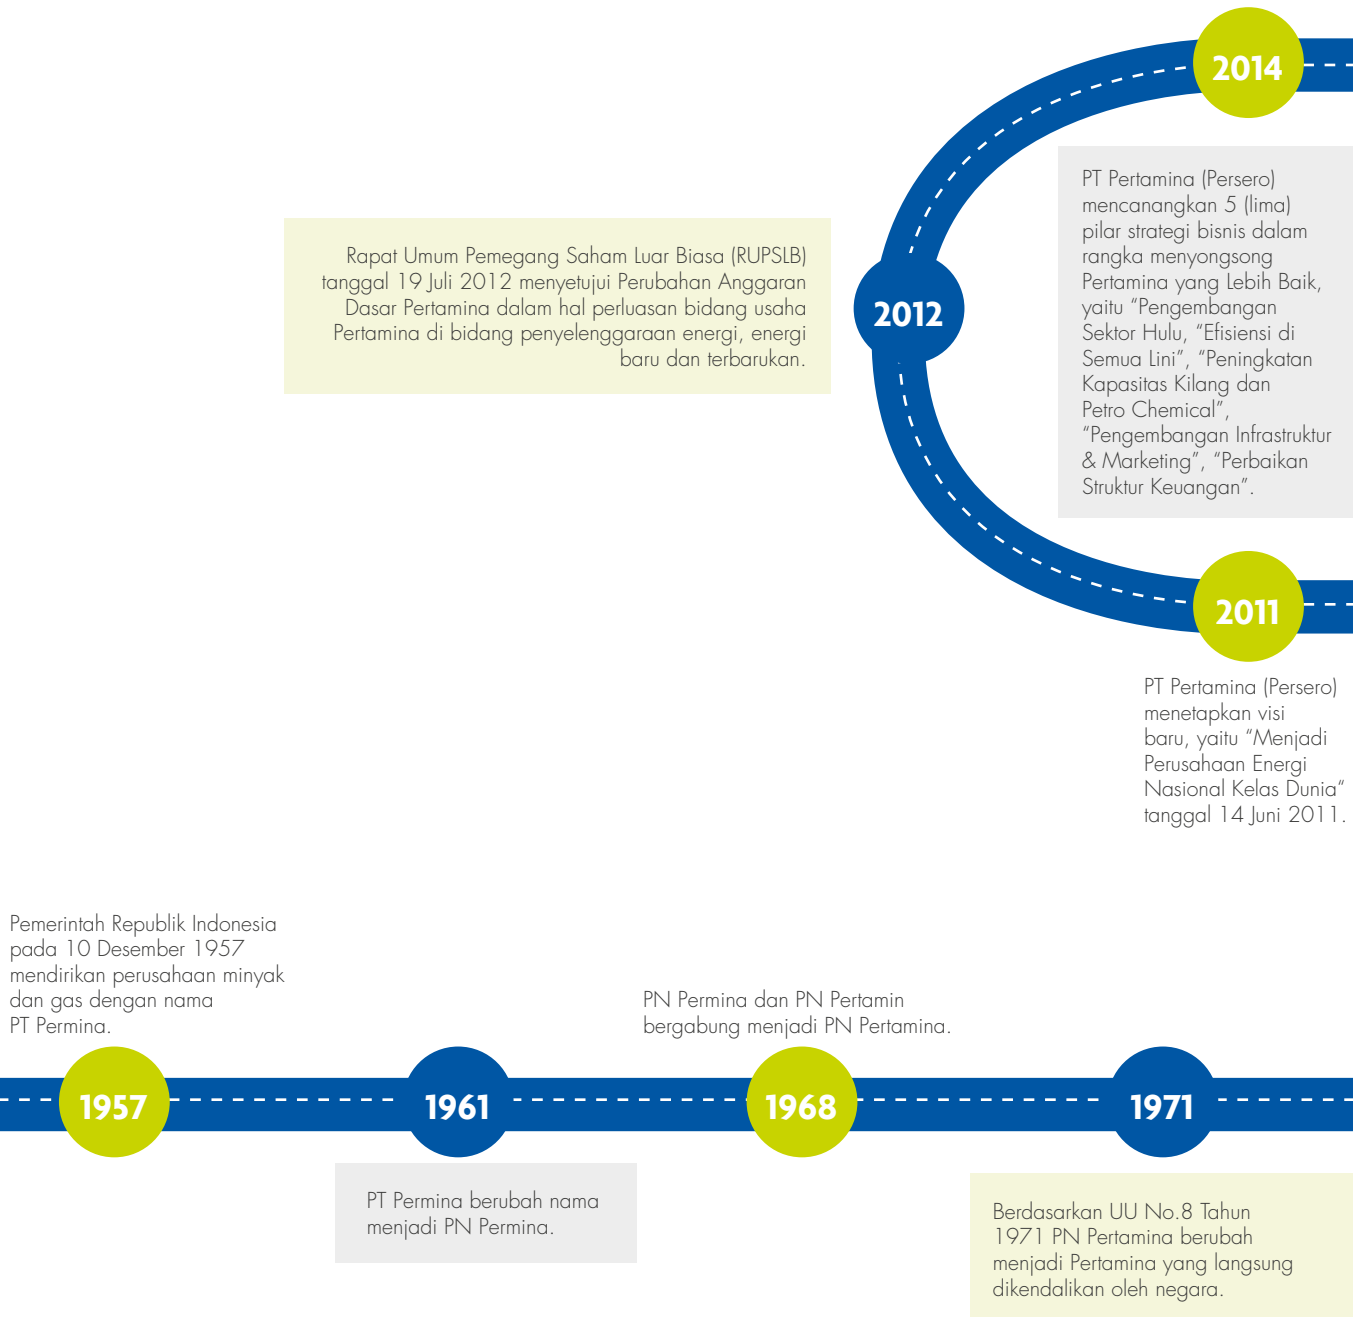 2014
PT Pertamina (Persero)
mencanangkan 5 (lima)
pilar strategi bisnis dalam
rangka menyongsong
Pertamina yang Lebih Baik,
yaitu “Pengembangan
Sektor Hulu, “Efisiensi di
Semua Lini”, “Peningkatan
Kapasitas Kilang dan
Petro Chemical”,
“Pengembangan Infrastruktur
& Marketing”, “Perbaikan
Struktur Keuangan”.
Rapat Umum Pemegang Saham Luar Biasa (RUPSLB)
tanggal 19 Juli 2012 menyetujui Perubahan Anggaran
Dasar Pertamina dalam hal perluasan bidang usaha
Pertamina di bidang penyelenggaraan energi, energi
baru dan terbarukan.
2012
2011
PT Pertamina (Persero)
menetapkan visi
baru, yaitu “Menjadi
Perusahaan Energi
Nasional Kelas Dunia“
tanggal 14 Juni 2011.
Pemerintah Republik Indonesia
pada 10 Desember 1957
mendirikan perusahaan minyak
dan gas dengan nama
PT Permina.
1957
1961
PT Permina berubah nama
menjadi PN Permina.
PN Permina dan PN Pertamin
bergabung menjadi PN Pertamina.
1968
1971
Berdasarkan UU No.8 Tahun
1971 PN Pertamina berubah
menjadi Pertamina yang langsung
dikendalikan oleh negara.